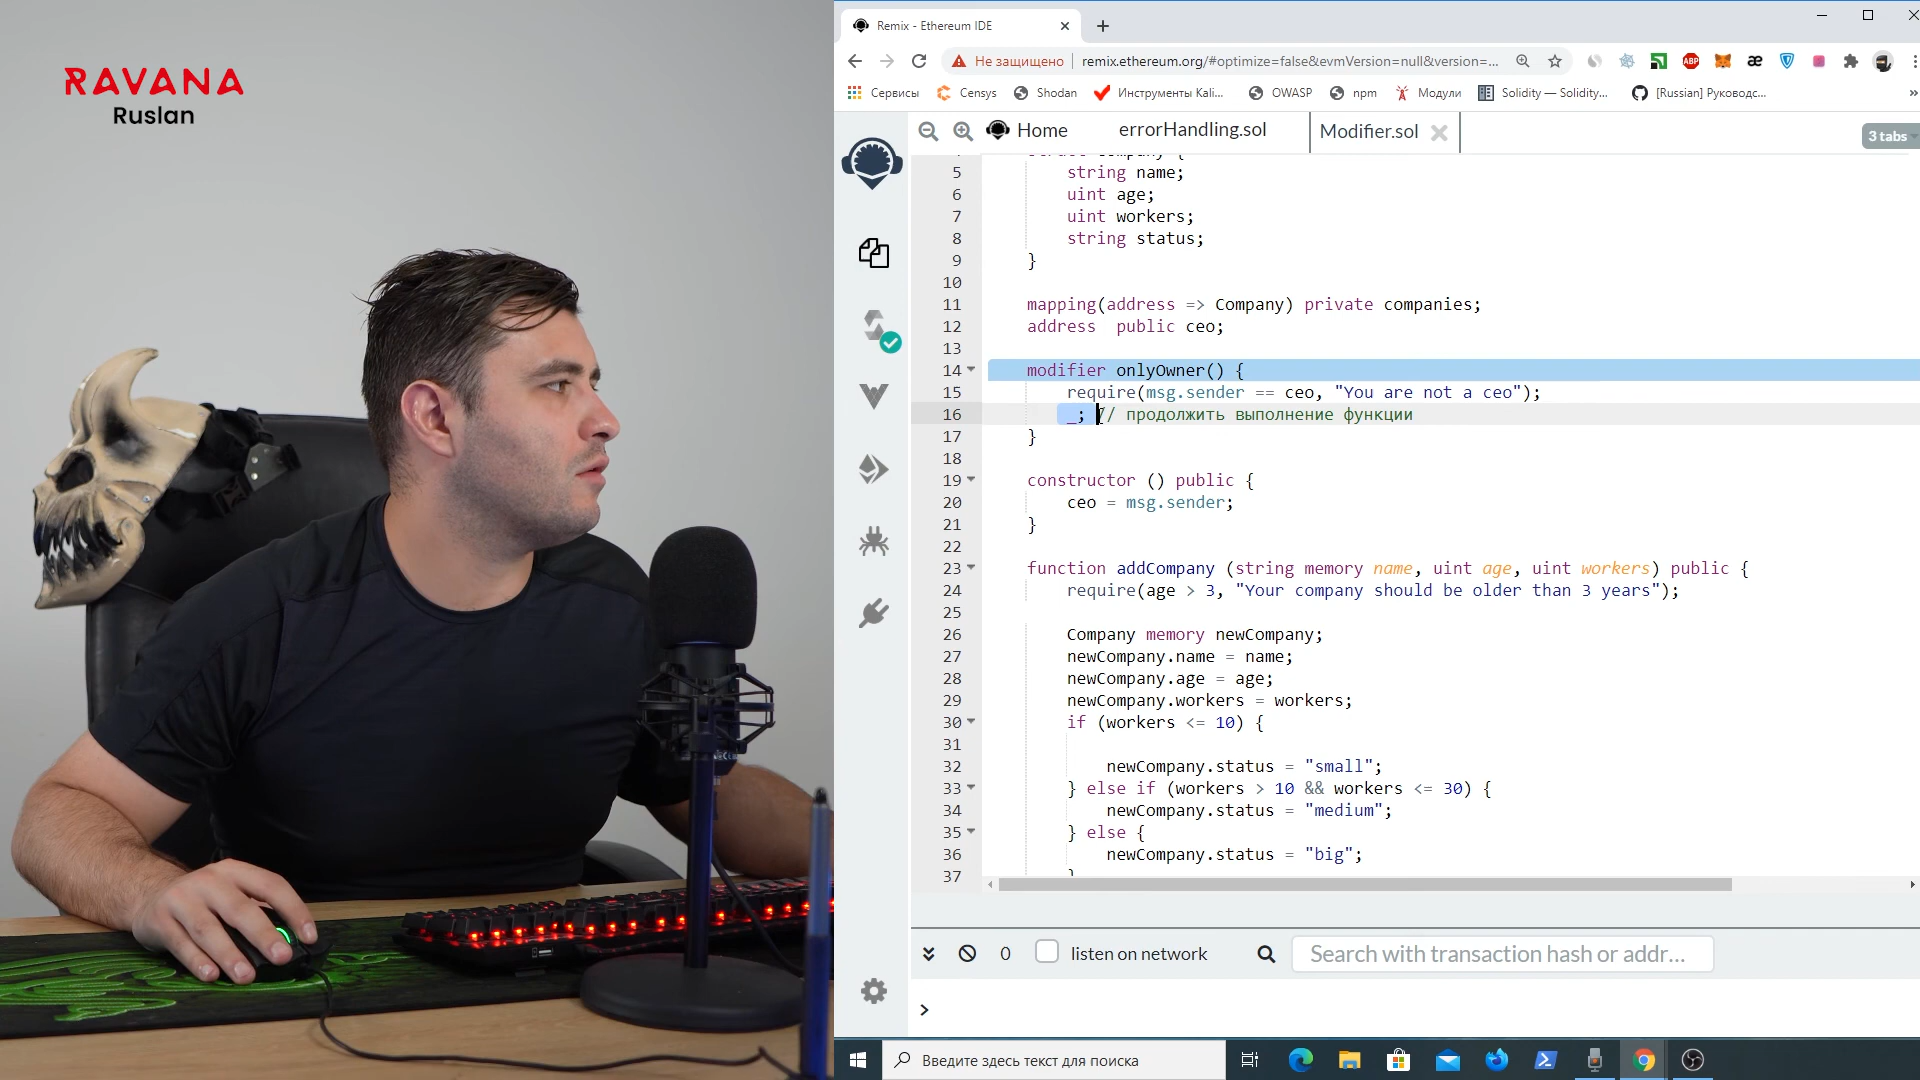 RAVANA
Ruslan
Remix - Ethereum IDE
Не защищено
remix.ethereum.org/#optimize=false&evmVersion=null&version=...
ABP
æ
Сервисы
Censys
Shodan
Инструменты Kali...
OWASP
npm
Модули
Solidity — Solidity...
[Russian] Руководс...
»
Home
errorHandling.sol
Modifier.sol
3 tabs
5 string name;
6 uint age;
7 uint workers;
8 string status;
9 }
10
11 mapping(address => Company) private companies;
12 address public ceo;
13
14 modifier onlyOwner() {
15 require(msg.sender == ceo, "You are not a ceo");
16 _; // продолжить выполнение функции
17 }
18
19 constructor () public {
20 ceo = msg.sender;
21 }
22
23 function addCompany (string memory name, uint age, uint workers) public {
24 require(age > 3, "Your company should be older than 3 years");
25
26 Company memory newCompany;
27 newCompany.name = name;
28 newCompany.age = age;
29 newCompany.workers = workers;
30 if (workers <= 10) {
31
32 newCompany.status = "small";
33 } else if (workers > 10 && workers <= 30) {
34 newCompany.status = "medium";
35 } else {
36 newCompany.status = "big";
37 }
0
listen on network
Search with transaction hash or addr...
>
Введите здесь текст для поиска